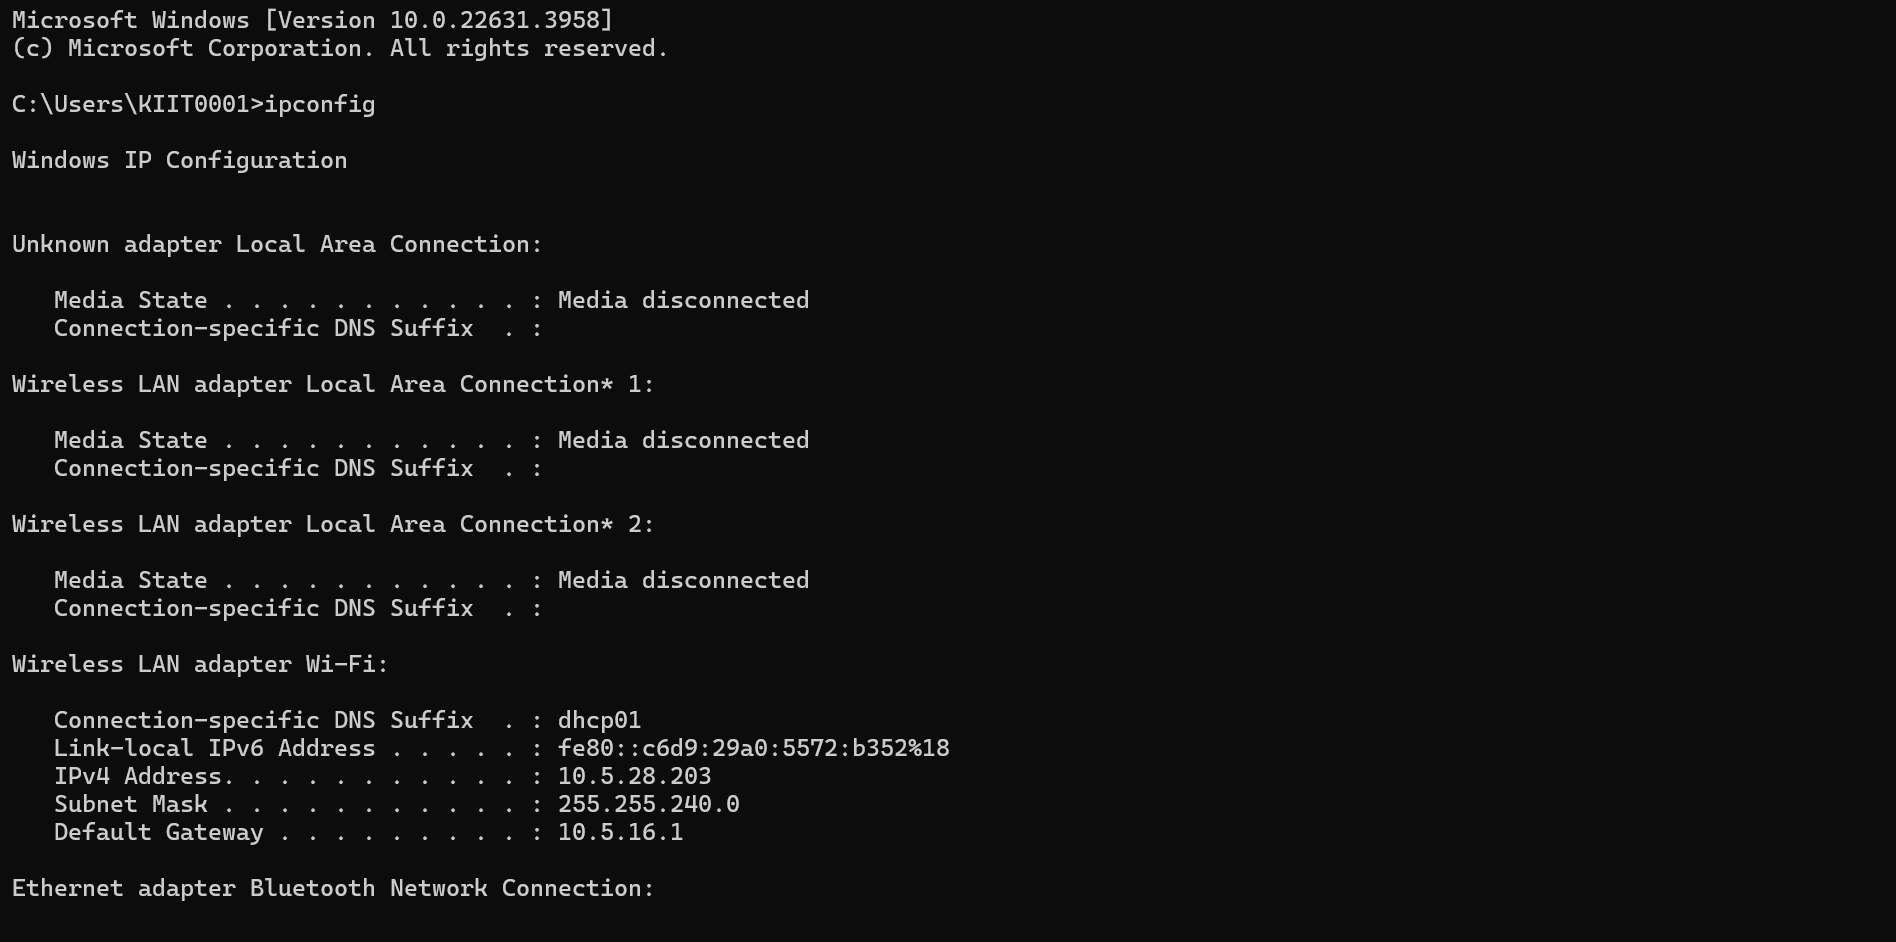 Microsoft Windows [Version 10.0.22631.3958]
(c) Microsoft Corporation. All rights reserved.

C:\Users\KIIT0001>ipconfig

Windows IP Configuration


Unknown adapter Local Area Connection:

   Media State . . . . . . . . . . . : Media disconnected
   Connection-specific DNS Suffix  . :

Wireless LAN adapter Local Area Connection* 1:

   Media State . . . . . . . . . . . : Media disconnected
   Connection-specific DNS Suffix  . :

Wireless LAN adapter Local Area Connection* 2:

   Media State . . . . . . . . . . . : Media disconnected
   Connection-specific DNS Suffix  . :

Wireless LAN adapter Wi-Fi:

   Connection-specific DNS Suffix  . : dhcp01
   Link-local IPv6 Address . . . . . : fe80::c6d9:29a0:5572:b352%18
   IPv4 Address. . . . . . . . . . . : 10.5.28.203
   Subnet Mask . . . . . . . . . . . : 255.255.240.0
   Default Gateway . . . . . . . . . : 10.5.16.1

Ethernet adapter Bluetooth Network Connection: